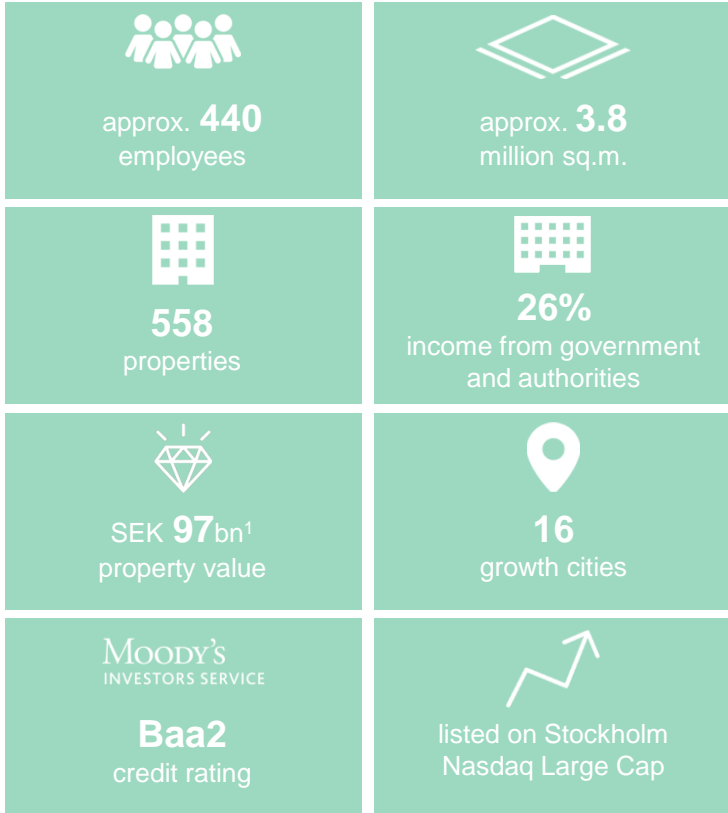 approx. 440
employees
approx. 3.8
million sq.m.
558
properties
26%
income from government
and authorities
SEK 97bn¹
property value
16
growth cities
MOODY'S
INVESTORS SERVICE
Baa2
credit rating
listed on Stockholm
Nasdaq Large Cap